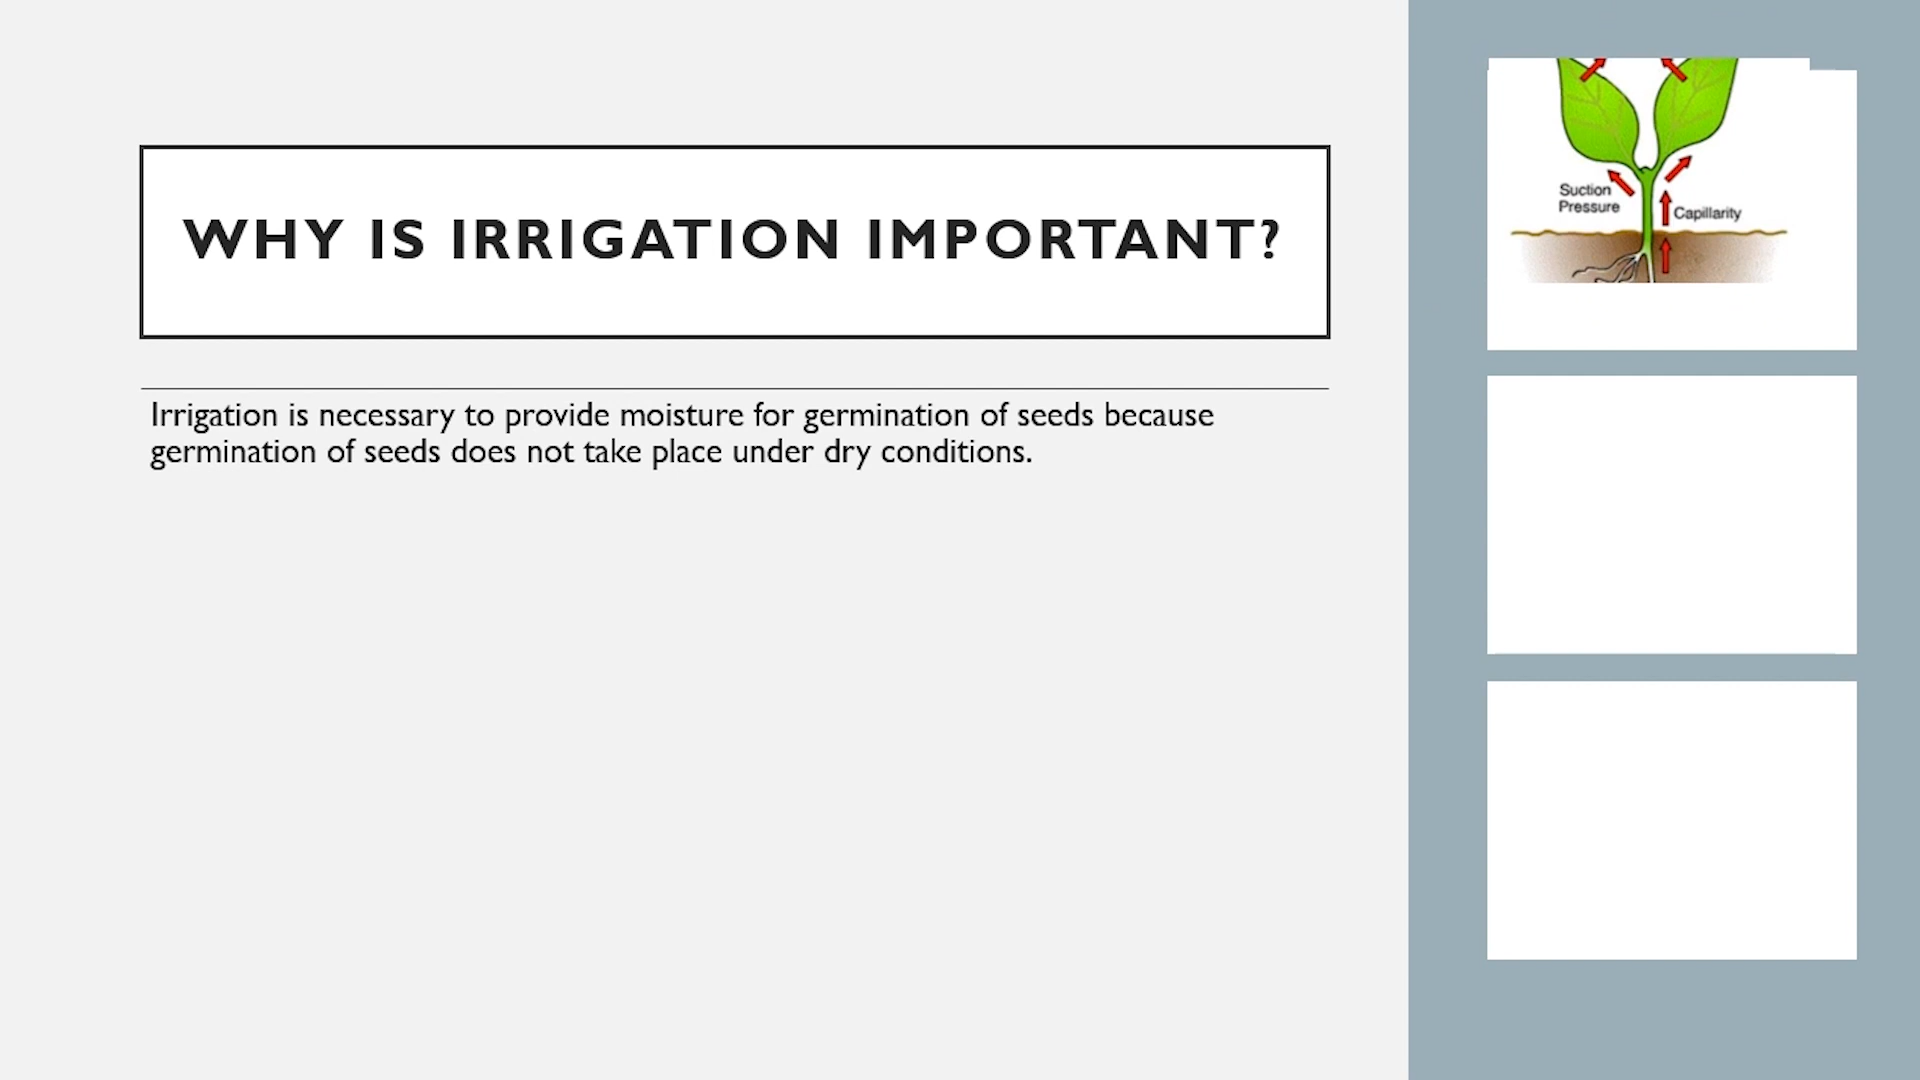 WHY IS IRRIGATION IMPORTANT?
Irrigation is necessary to provide moisture for germination of seeds because
germination of seeds does not take place under dry conditions.
Suction
Pressure
Capillarity